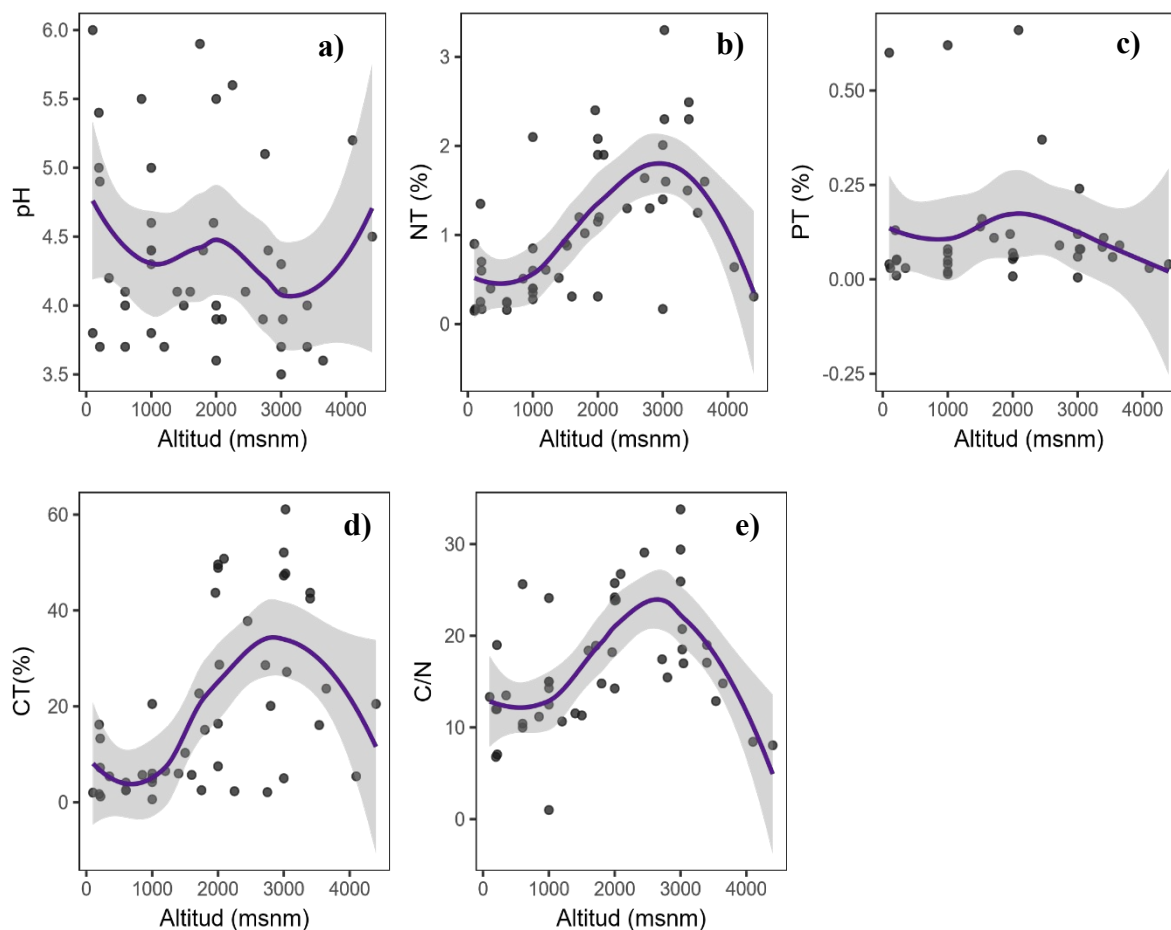 a)
6.0
5.5
5.0
4.5
4.0
3.5
pH
0 1000 2000 3000 4000
Altitud (msnm)
b)
3
2
1
0
NT (%)
0 1000 2000 3000 4000
Altitud (msnm)
c)
0.50
0.25
0.00
-0.25
PT (%)
0 1000 2000 3000 4000
Altitud (msnm)
d)
60
40
20
0
CT(%)
0 1000 2000 3000 4000
Altitud (msnm)
e)
30
20
10
0
C/N
0 1000 2000 3000 4000
Altitud (msnm)